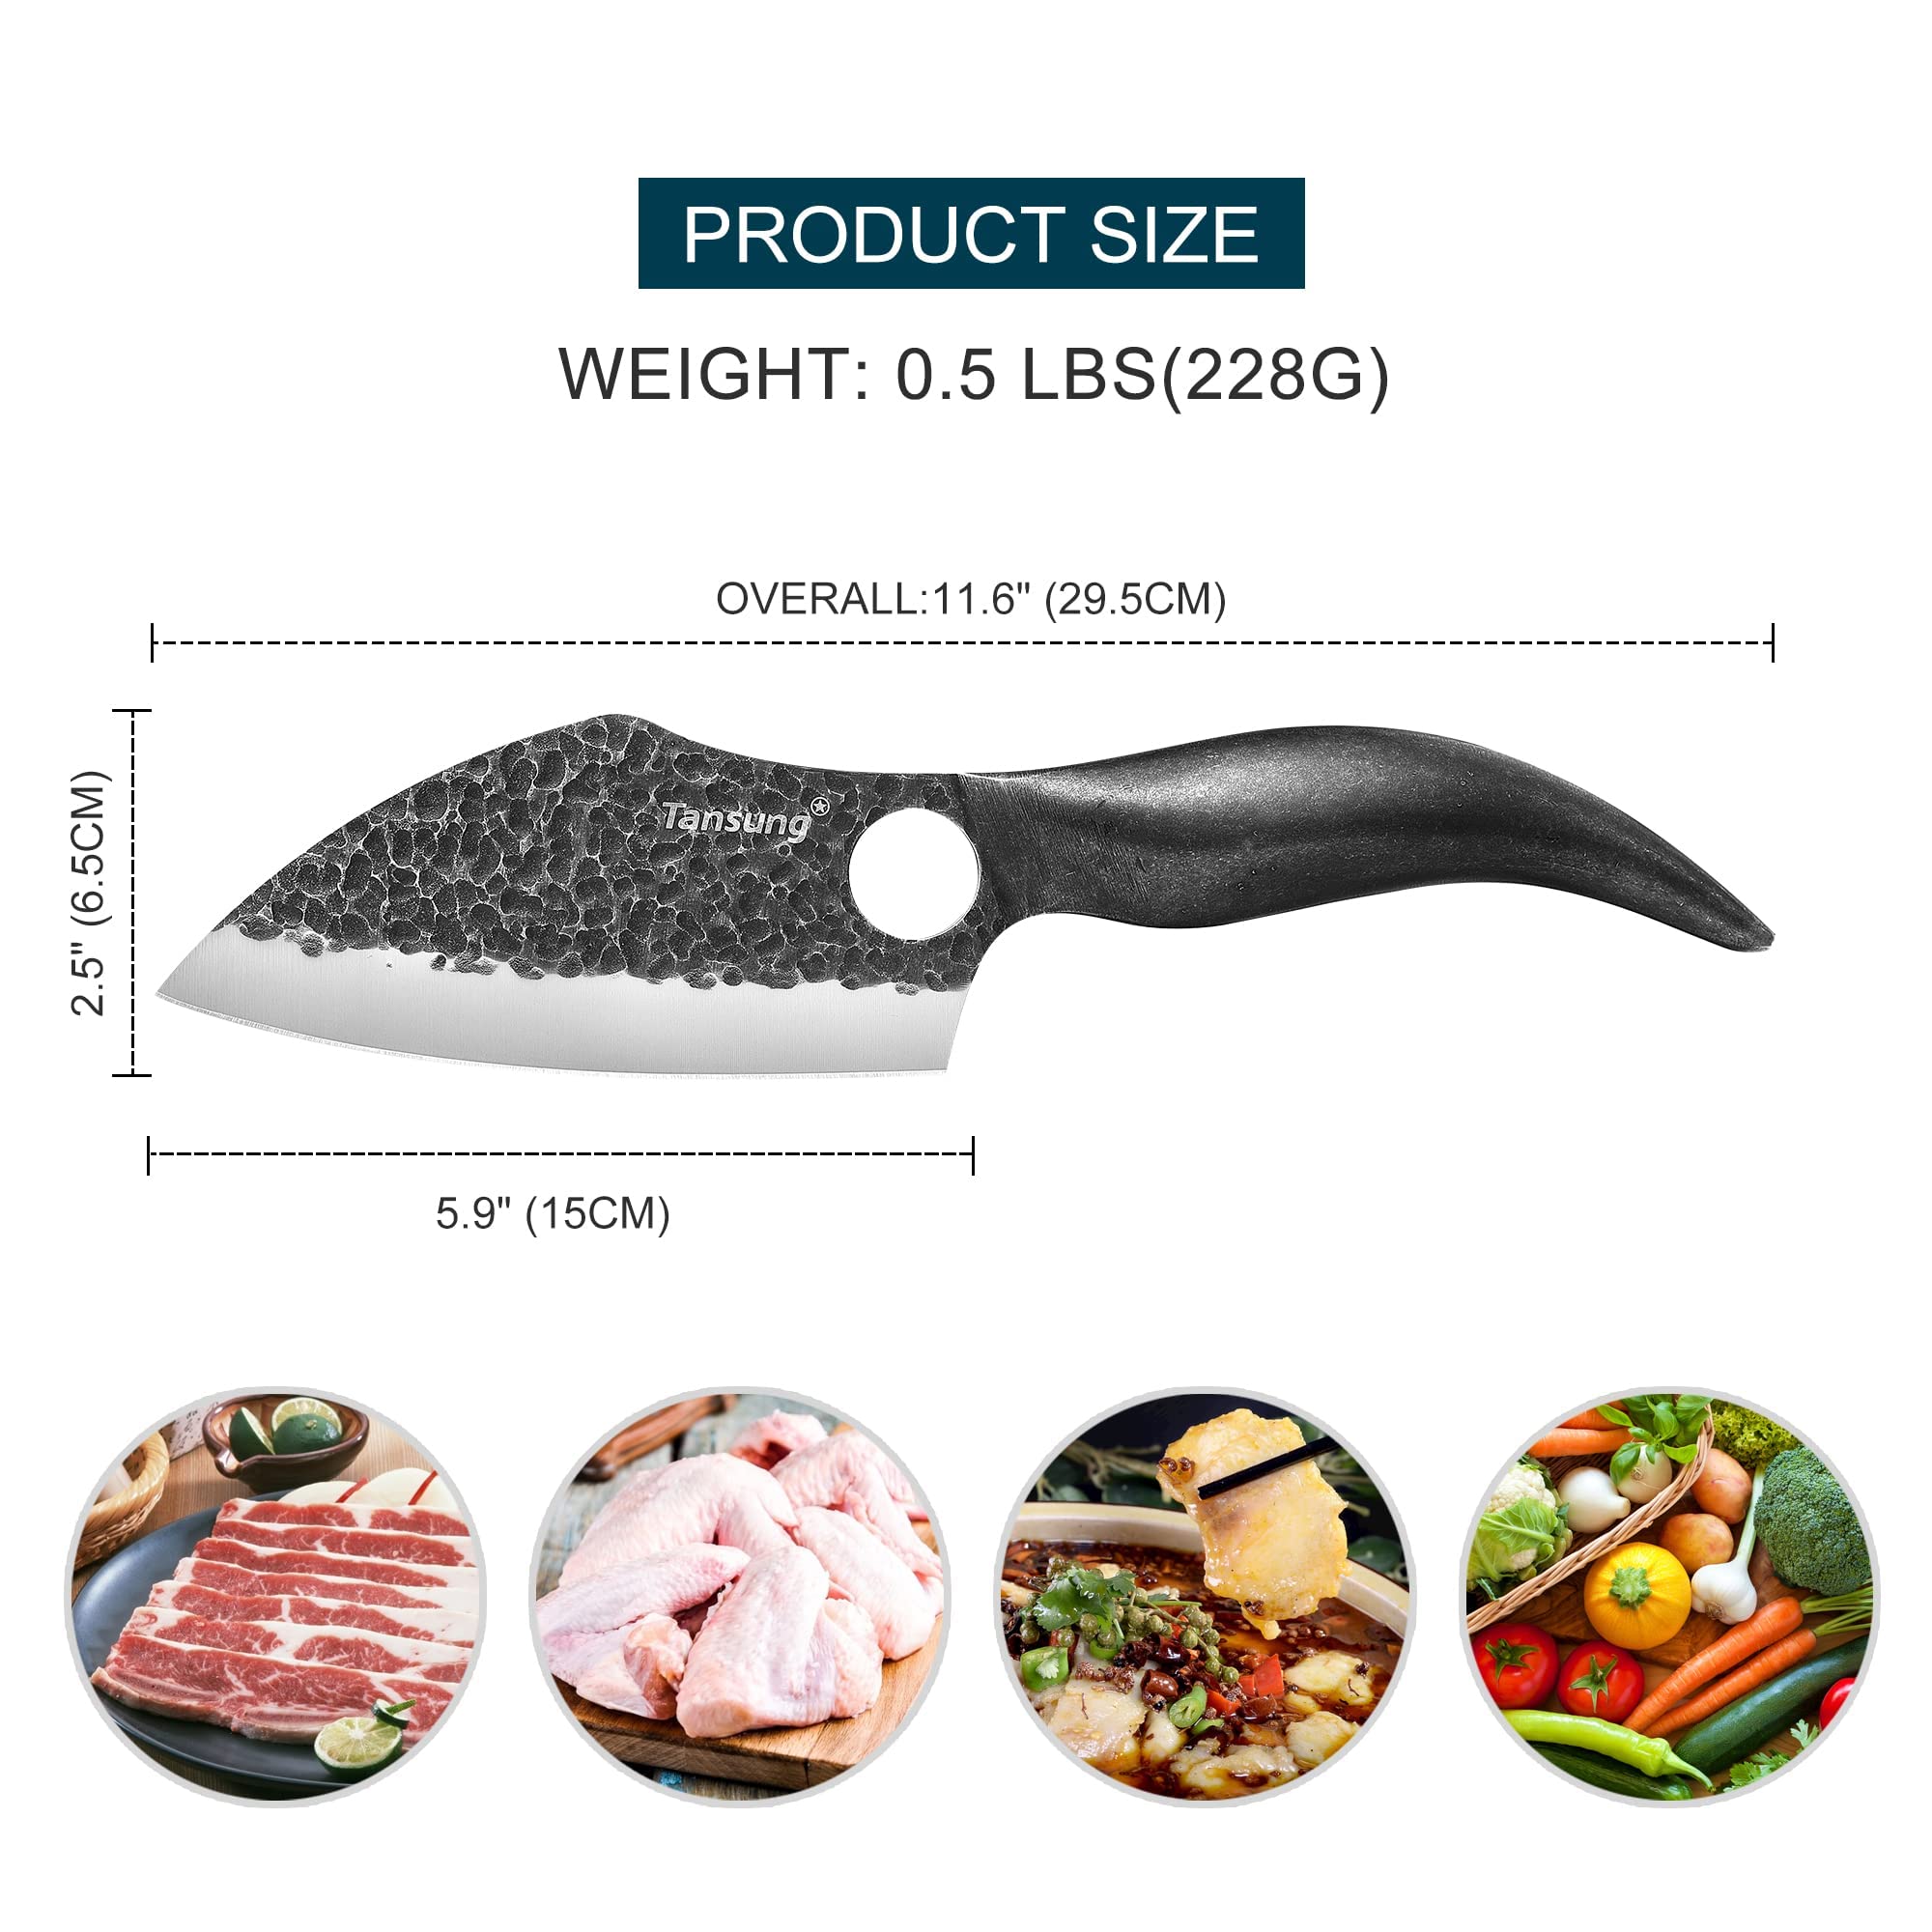 PRODUCT SIZE
WEIGHT: 0.5 LBS(228G)
OVERALL:11.6" (29.5CM)
2.5" (6.5CM)
Tansung
5.9" (15CM)